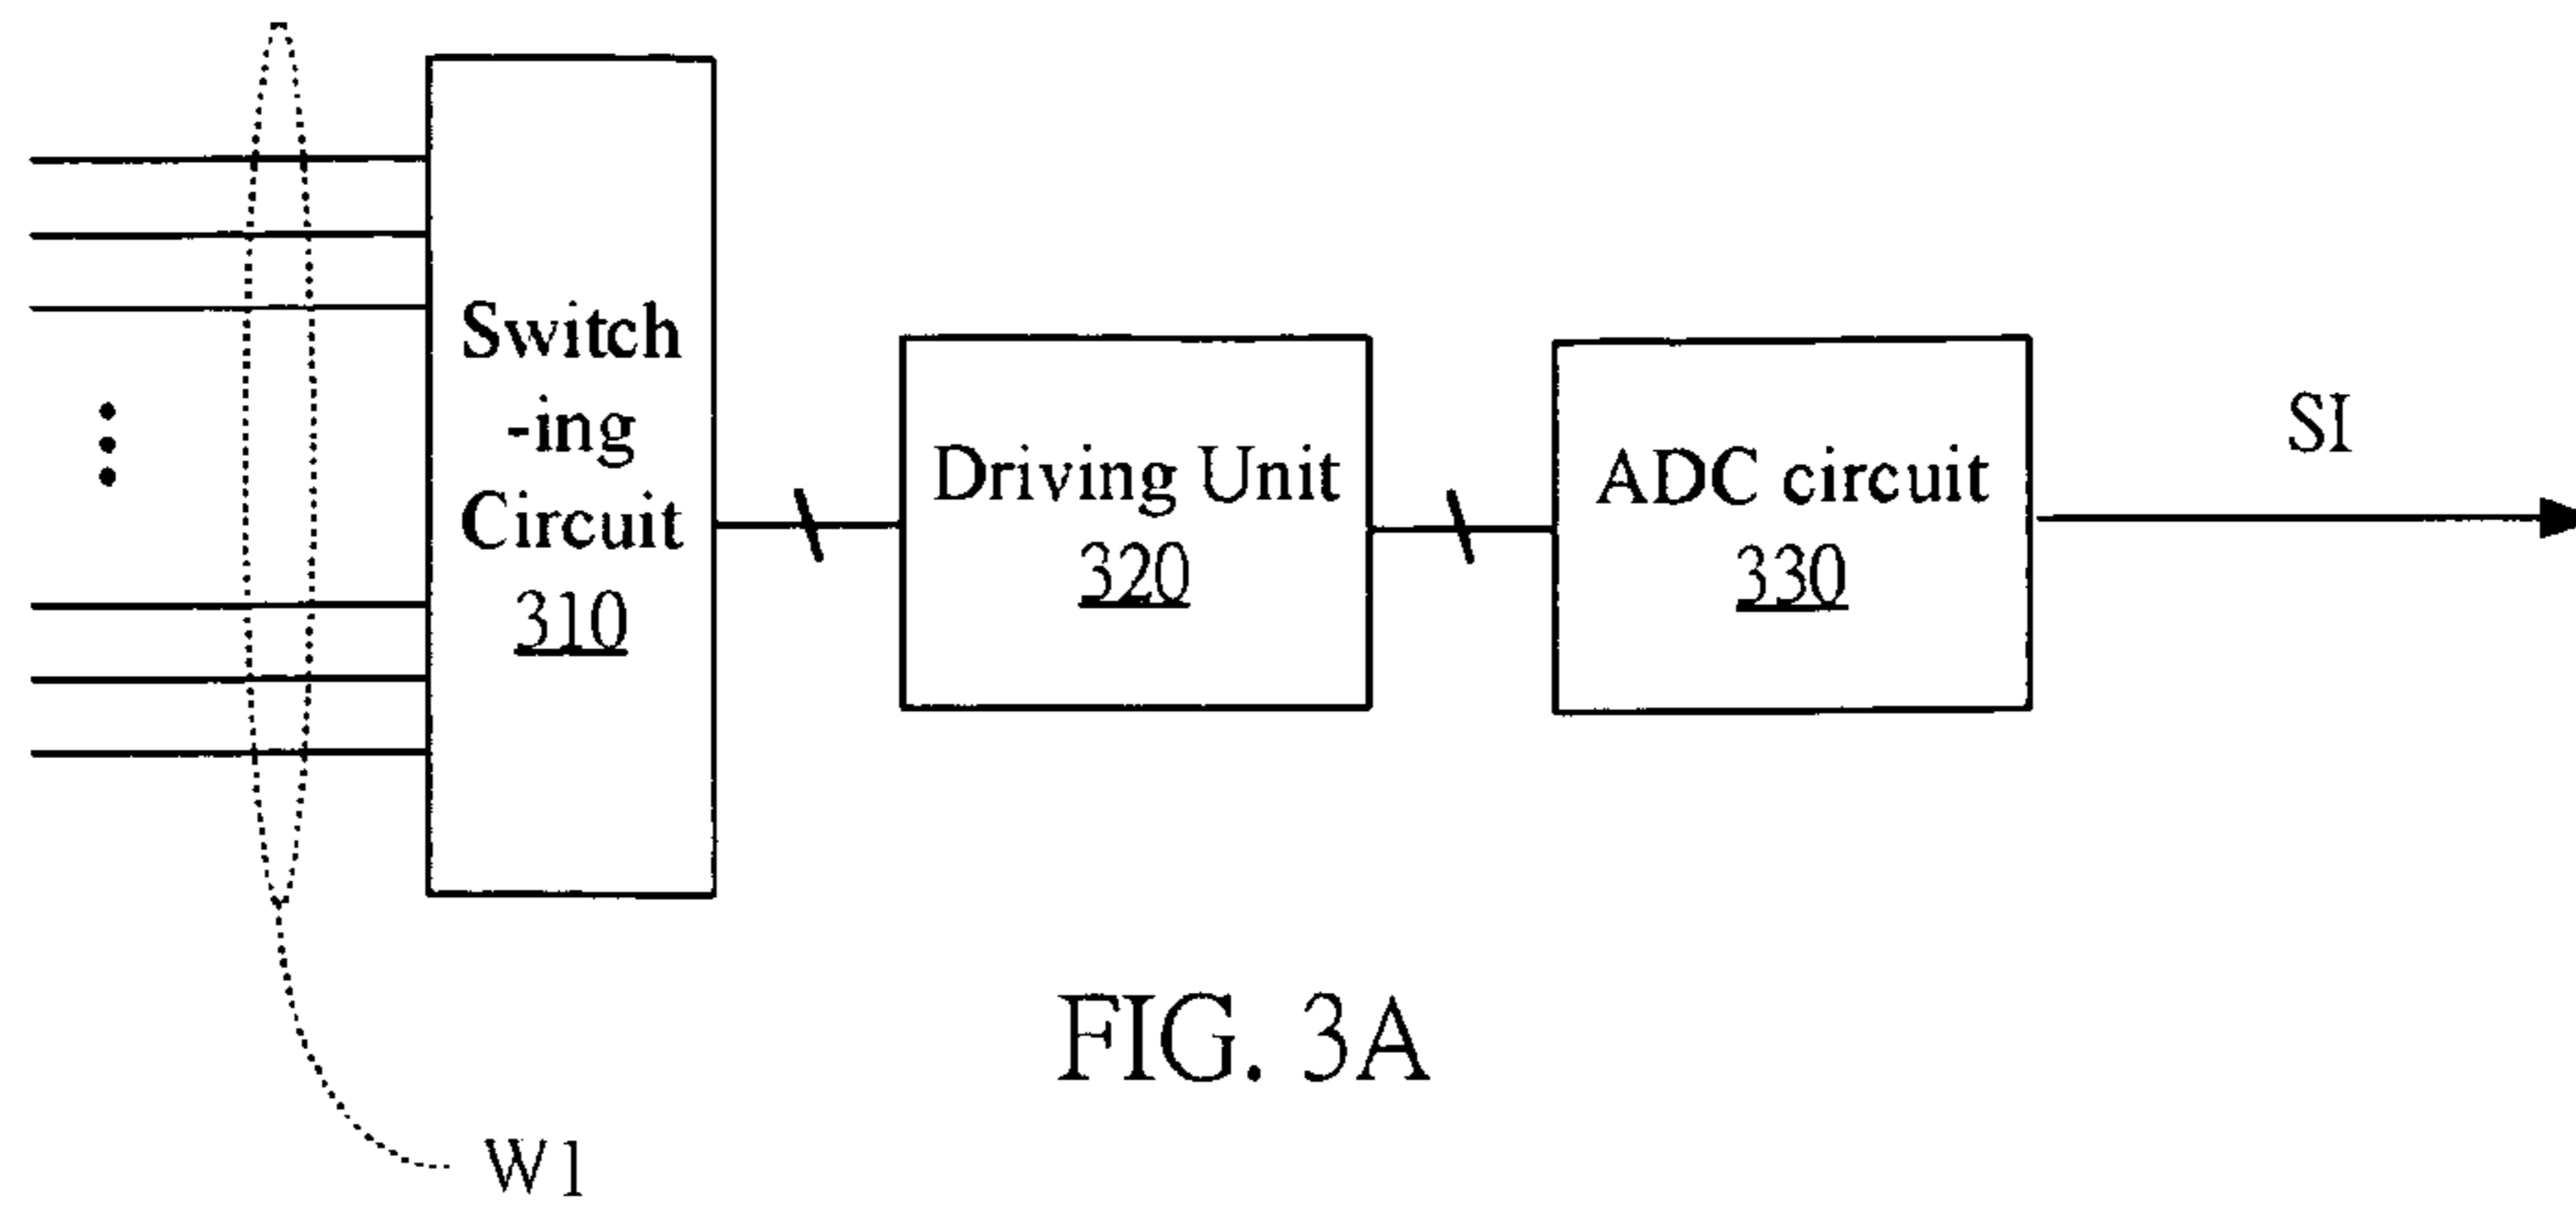 Switch
-ing
Circuit
310
Driving Unit
320
ADC circuit
330
SI
FIG. 3A
W1